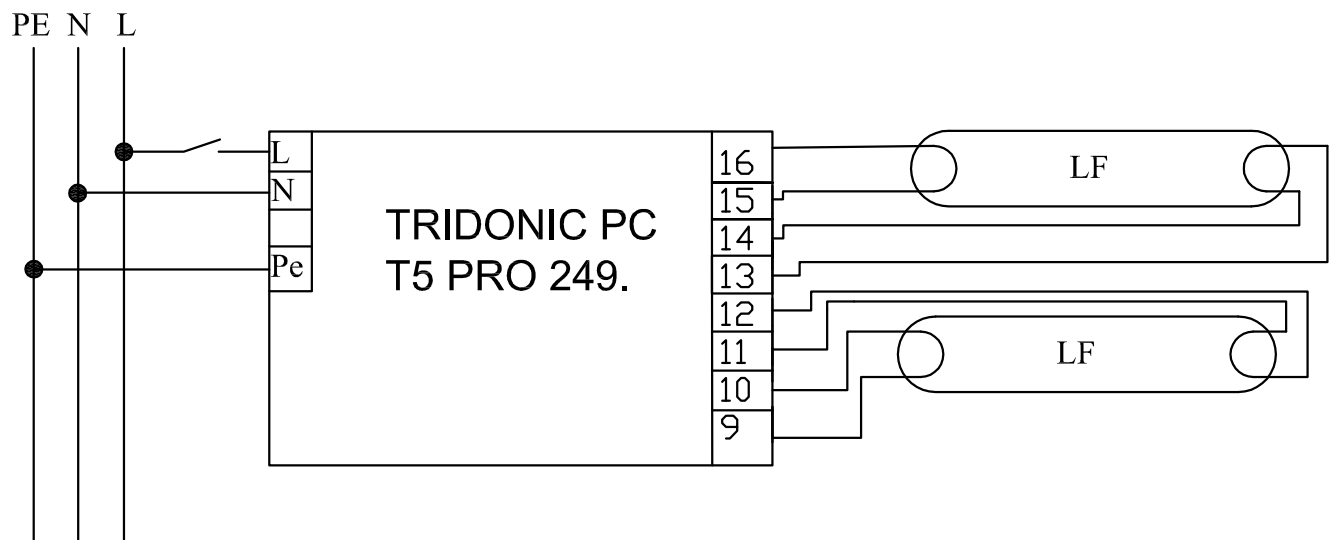 PE N L
L
N
Pe
TRIDONIC PC
T5 PRO 249.
16
15
14
13
12
11
10
9
LF
LF